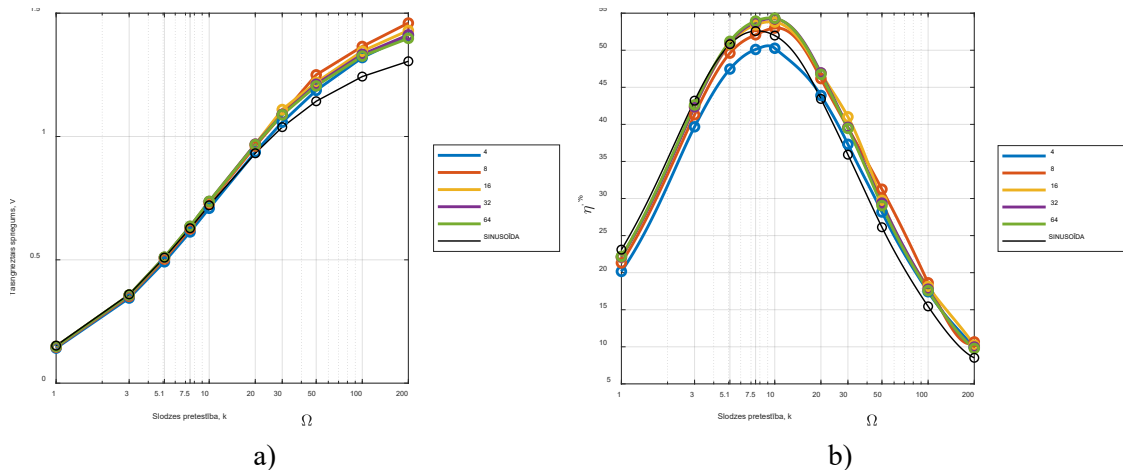 1.5
1
0.5
0
Taisngrieztais spriegums, V
1 3 5.1 7.5 10 20 30 50 100 200
Slodzes pretestība, k Ω
4
8
16
32
64
SINUSOĪDA
a)
55
50
45
40
35
30
25
20
15
10
5
η, %
1 3 5.1 7.5 10 20 30 50 100 200
Slodzes pretestība, k Ω
4
8
16
32
64
SINUSOĪDA
b)